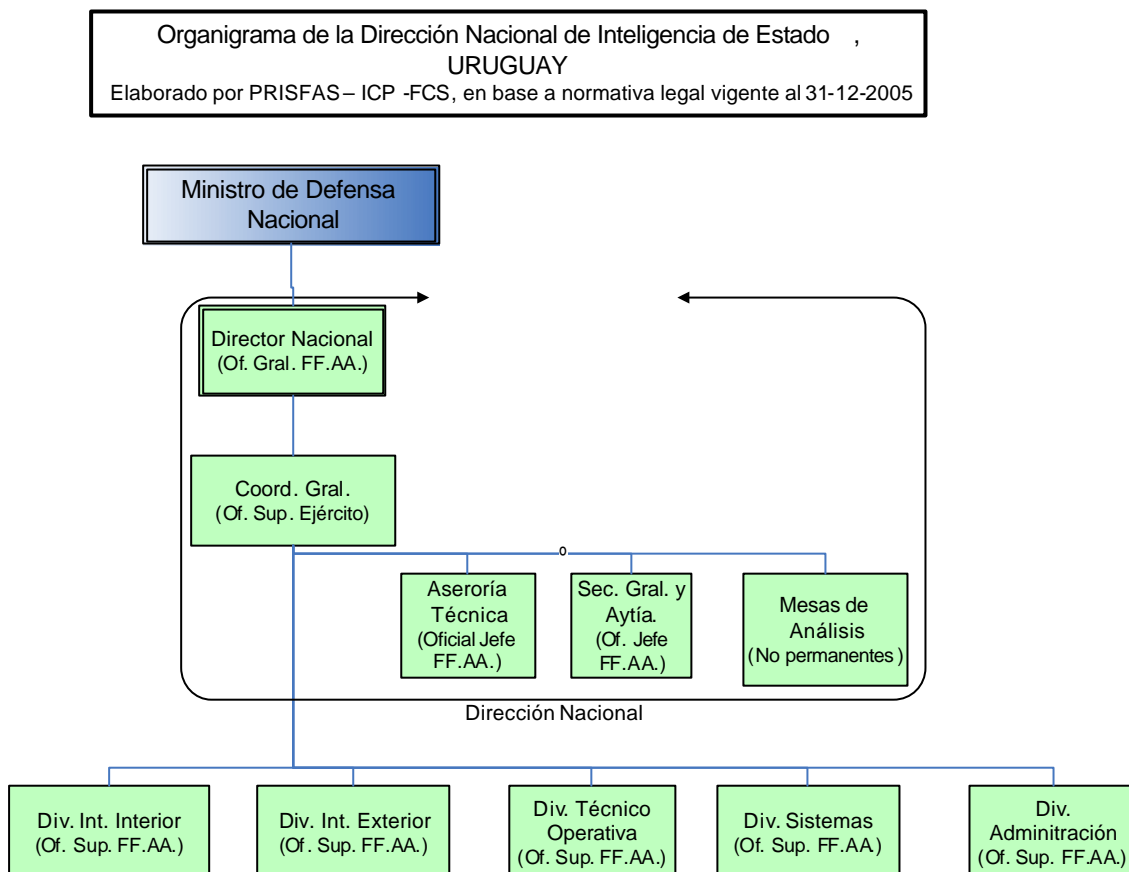 Organigrama de la Dirección Nacional de Inteligencia de Estado ,
URUGUAY
Elaborado por PRISFAS – ICP -FCS, en base a normativa legal vigente al 31-12-2005
Ministro de Defensa
Nacional
Director Nacional
(Of. Gral. FF.AA.)
Coord. Gral.
(Of. Sup. Ejército)
o
Aseroría
Técnica
(Oficial Jefe
FF.AA.)
Sec. Gral. y
Aytía.
(Of. Jefe
FF.AA.)
Mesas de
Análisis
(No permanentes)
Dirección Nacional
Div. Int. Interior
(Of. Sup. FF.AA.)
Div. Int. Exterior
(Of. Sup. FF.AA.)
Div. Técnico
Operativa
(Of. Sup. FF.AA.)
Div. Sistemas
(Of. Sup. FF.AA.)
Div.
Adminitración
(Of. Sup. FF.AA.)